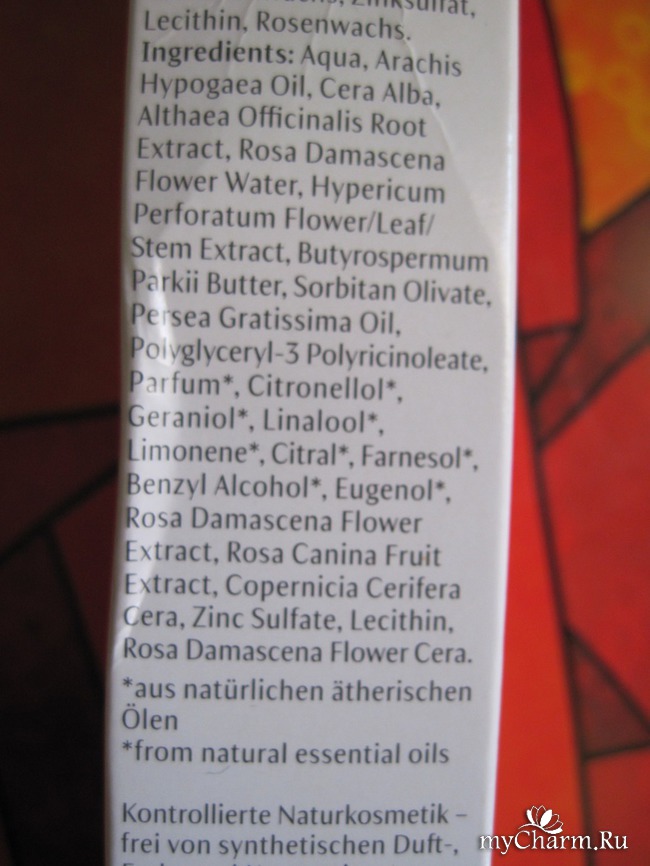 Zinksulfat,
Lecithin, Rosenwachs.
Ingredients: Aqua, Arachis
Hypogaea Oil, Cera Alba,
Althaea Officinalis Root
Extract, Rosa Damascena
Flower Water, Hypericum
Perforatum Flower/Leaf/
Stem Extract, Butyrospermum
Parkii Butter, Sorbitan Olivate,
Persea Gratissima Oil,
Polyglyceryl-3 Polyricinoleate,
Parfum*, Citronellol*,
Geraniol*, Linalool*,
Limonene*, Citral*, Farnesol*,
Benzyl Alcohol*, Eugenol*,
Rosa Damascena Flower
Extract, Rosa Canina Fruit
Extract, Copernicia Cerifera
Cera, Zinc Sulfate, Lecithin,
Rosa Damascena Flower Cera.
*aus natürlichen ätherischen
Ölen
*from natural essential oils
Kontrollierte Naturkosmetik –
frei von synthetischen Duft-,
myCharm.Ru